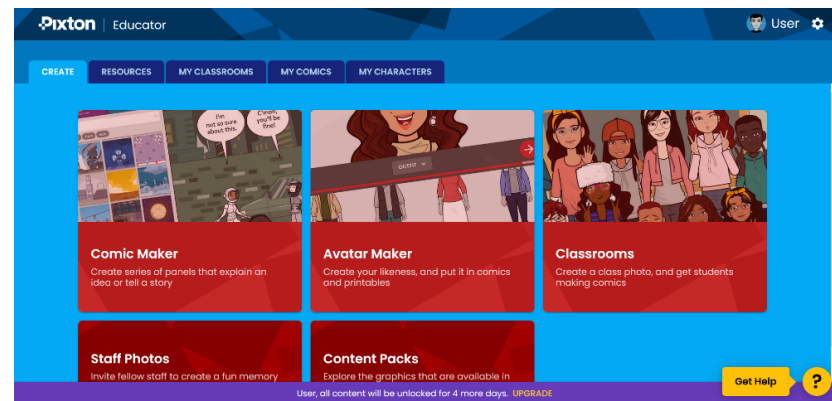 Pixton | Educator
User
CREATE
RESOURCES
MY CLASSROOMS
MY COMICS
MY CHARACTERS
I'm
not so sure
about this.
C'mon,
you'll be
fine!
OUTFIT
Comic Maker
Create series of panels that explain an
idea or tell a story
Avatar Maker
Create your likeness, and put it in comics
and printables
Classrooms
Create a class photo, and get students
making comics
Staff Photos
Invite fellow staff to create a fun memory
Content Packs
Explore the graphics that are available in
Get Help
?
User, all content will be unlocked for 4 more days. UPGRADE